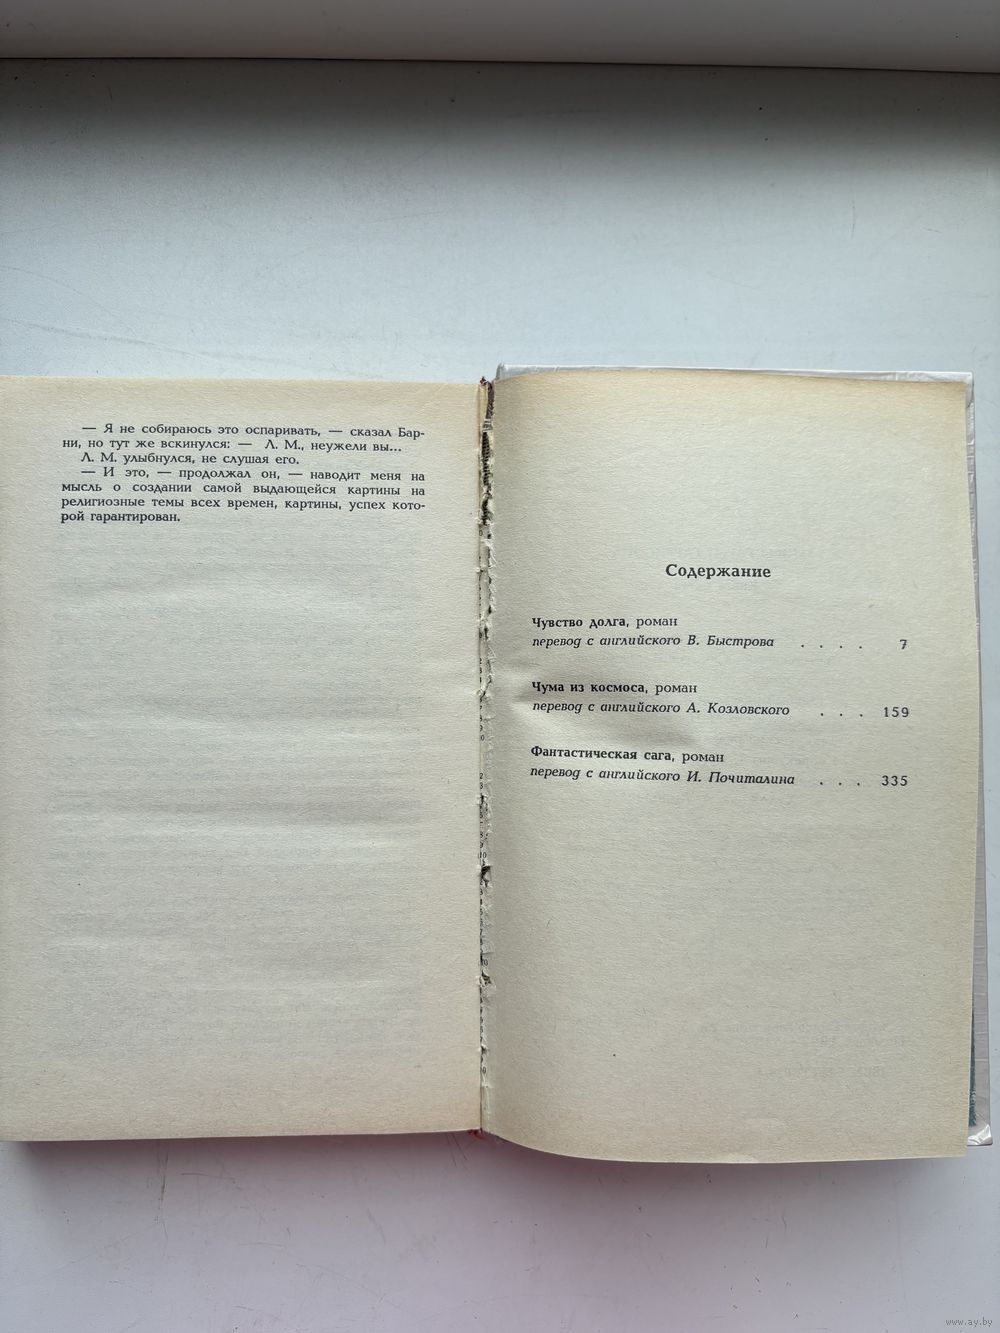 — Я не собираюсь это оспаривать, — сказал Бар-
ни, но тут же вскинулся: — Л. М., неужели вы...
Л. М. улыбнулся, не слушая его.
— И это, — продолжал он, — наводит меня на
мысль о создании самой выдающейся картины на
религиозные темы всех времен, картины, успех кото-
рой гарантирован.
Содержание
Чувство долга, роман
перевод с английского В. Быстрова . . . . 7
Чума из космоса, роман
перевод с английского А. Козловского . . . 159
Фантастическая сага, роман
перевод с английского И. Почиталина . . . 335
www.ay.by